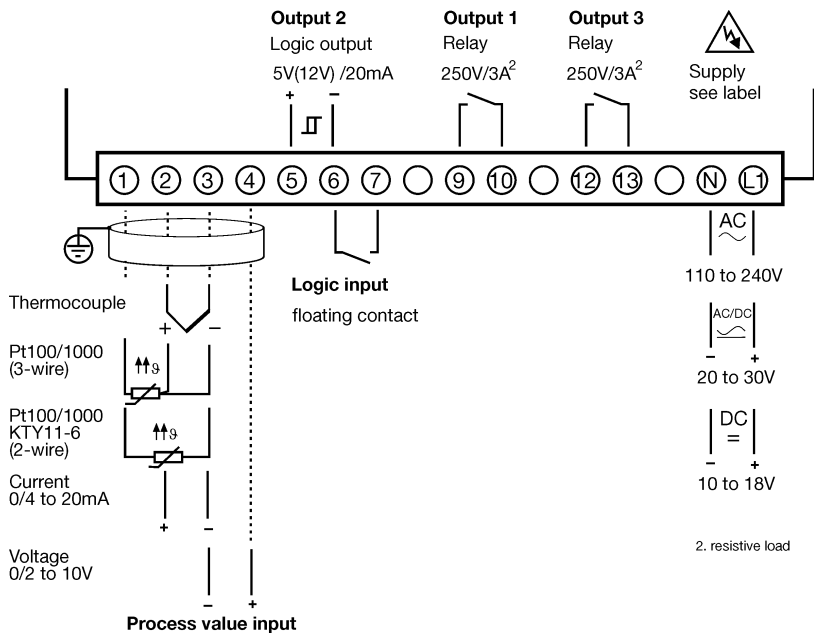 Output 2
Logic output
5V(12V) /20mA
+ −
Output 1
Relay
250V/3A²
Output 3
Relay
250V/3A²
Supply
see label
1 2 3 4 5 6 7 9 10 12 13 N L1
Thermocouple
+ −
Pt100/1000
(3-wire)
ϑ
Pt100/1000
KTY11-6
(2-wire)
ϑ
Current
0/4 to 20mA
+ −
Voltage
0/2 to 10V
− +
Process value input
Logic input
floating contact
AC
110 to 240V
AC/DC
− +
20 to 30V
DC
=
− +
10 to 18V
2. resistive load